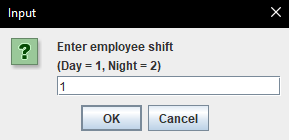 Input
Enter employee shift
(Day = 1, Night = 2)
1
OK
Cancel